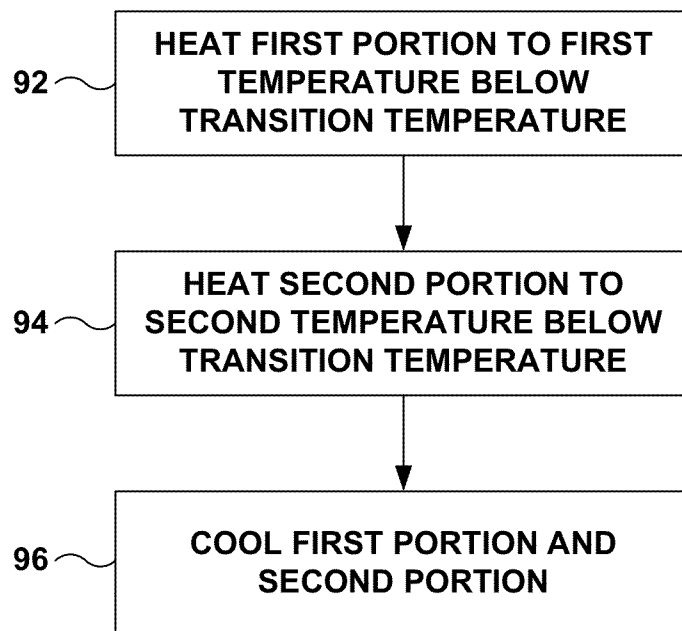 92
HEAT FIRST PORTION TO FIRST
TEMPERATURE BELOW
TRANSITION TEMPERATURE
94
HEAT SECOND PORTION TO
SECOND TEMPERATURE BELOW
TRANSITION TEMPERATURE
96
COOL FIRST PORTION AND
SECOND PORTION